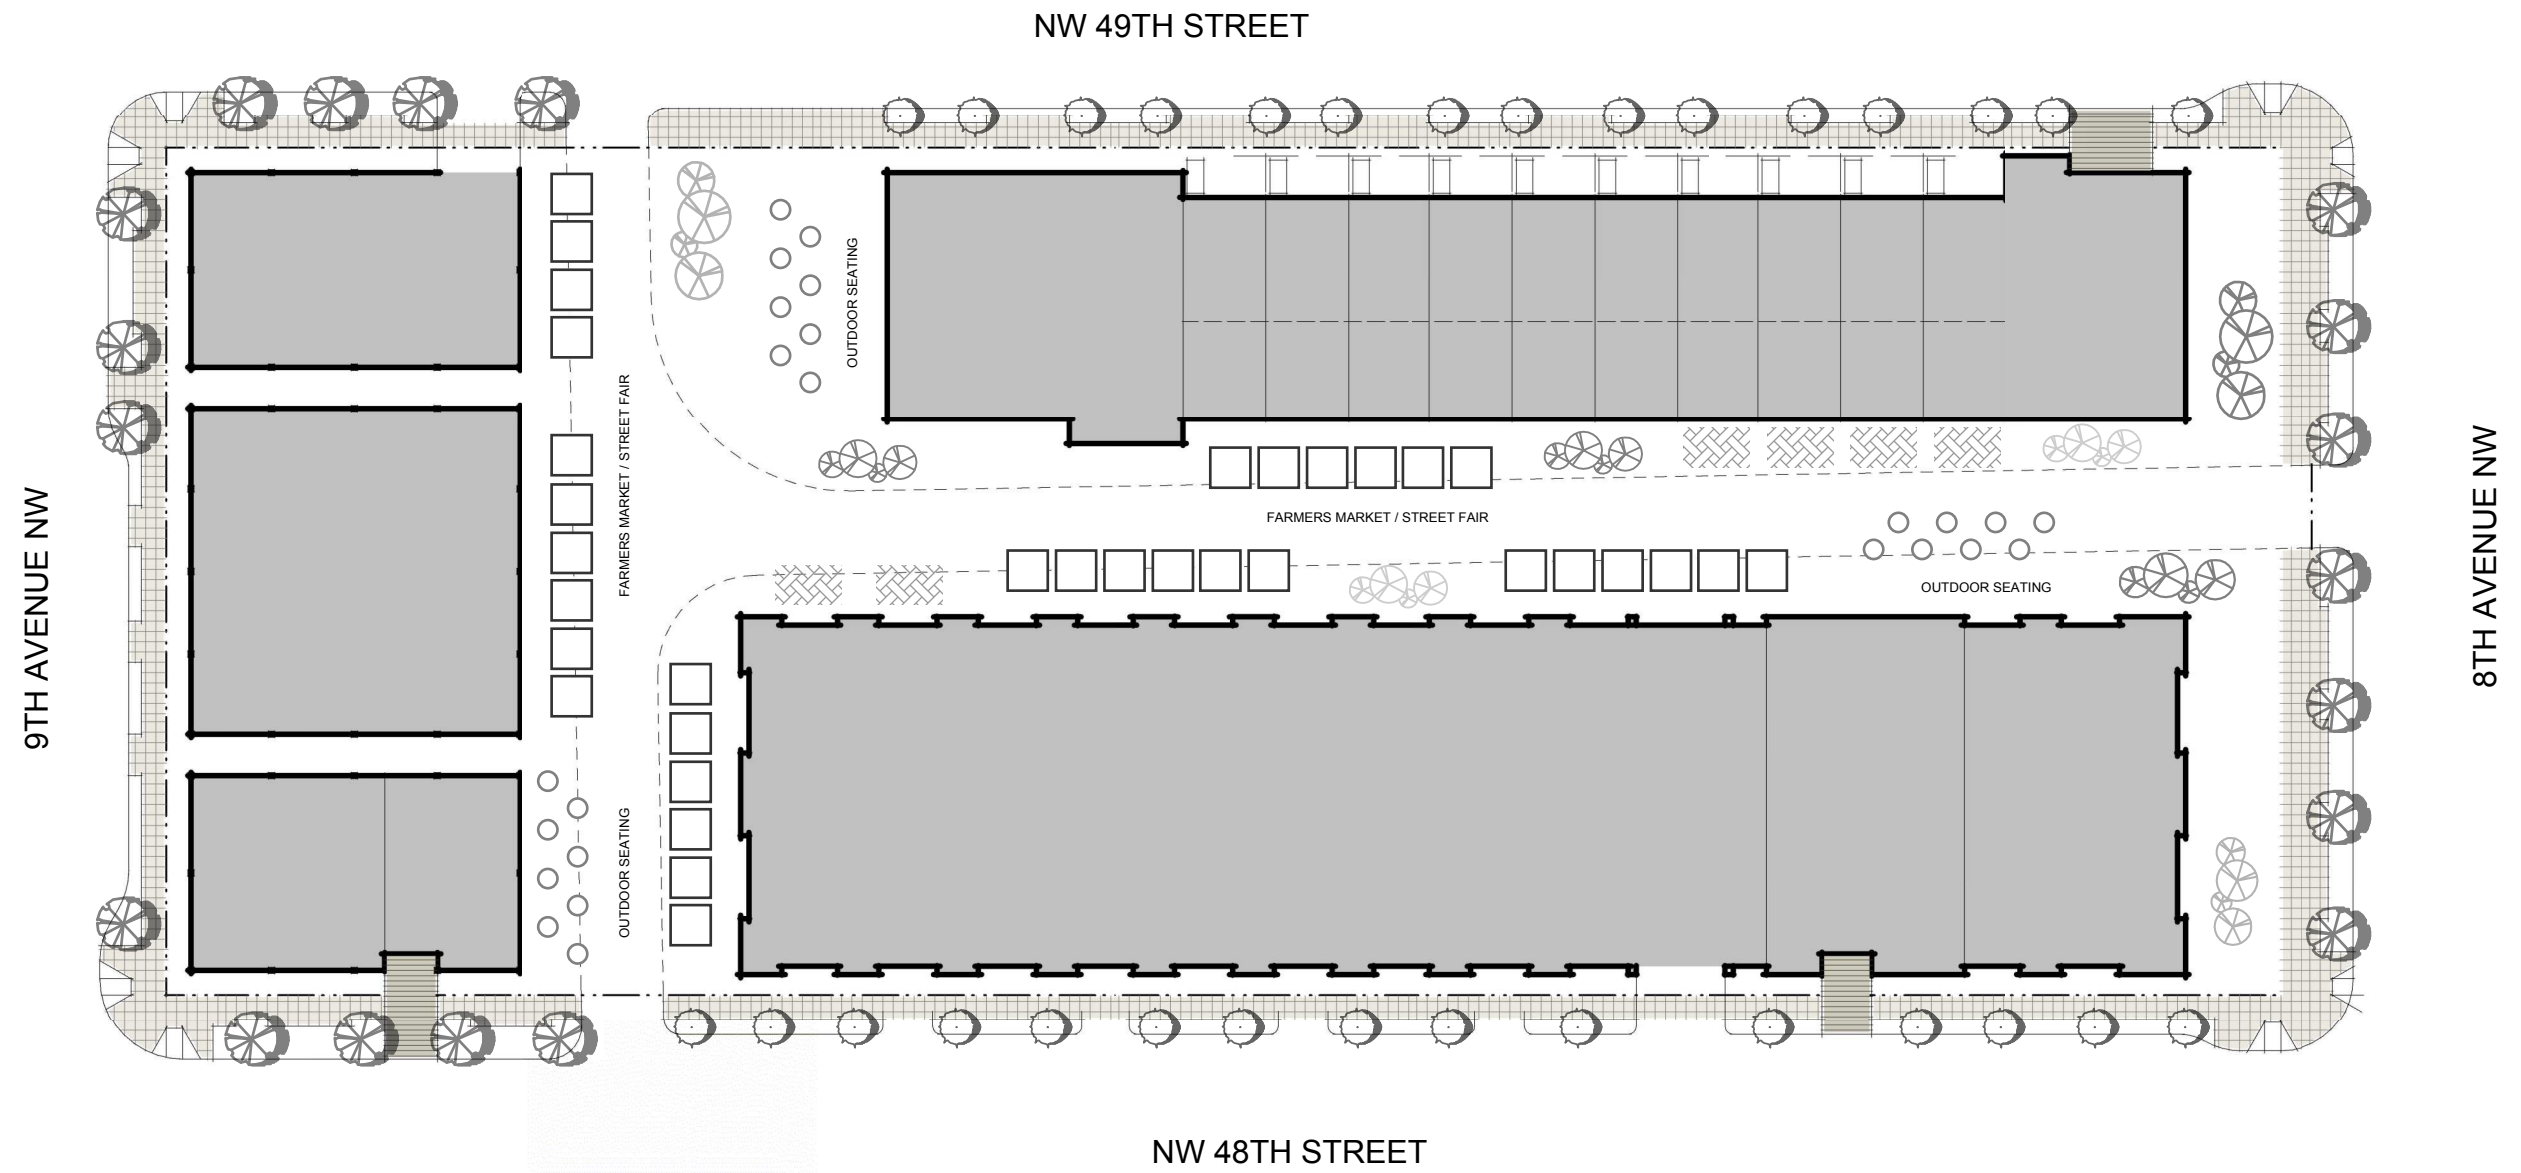 NW 49TH STREET
OUTDOOR SEATING
FARMERS MARKET / STREET FAIR
9TH AVENUE NW
FARMERS MARKET / STREET FAIR
8TH AVENUE NW
OUTDOOR SEATING
OUTDOOR SEATING
NW 48TH STREET